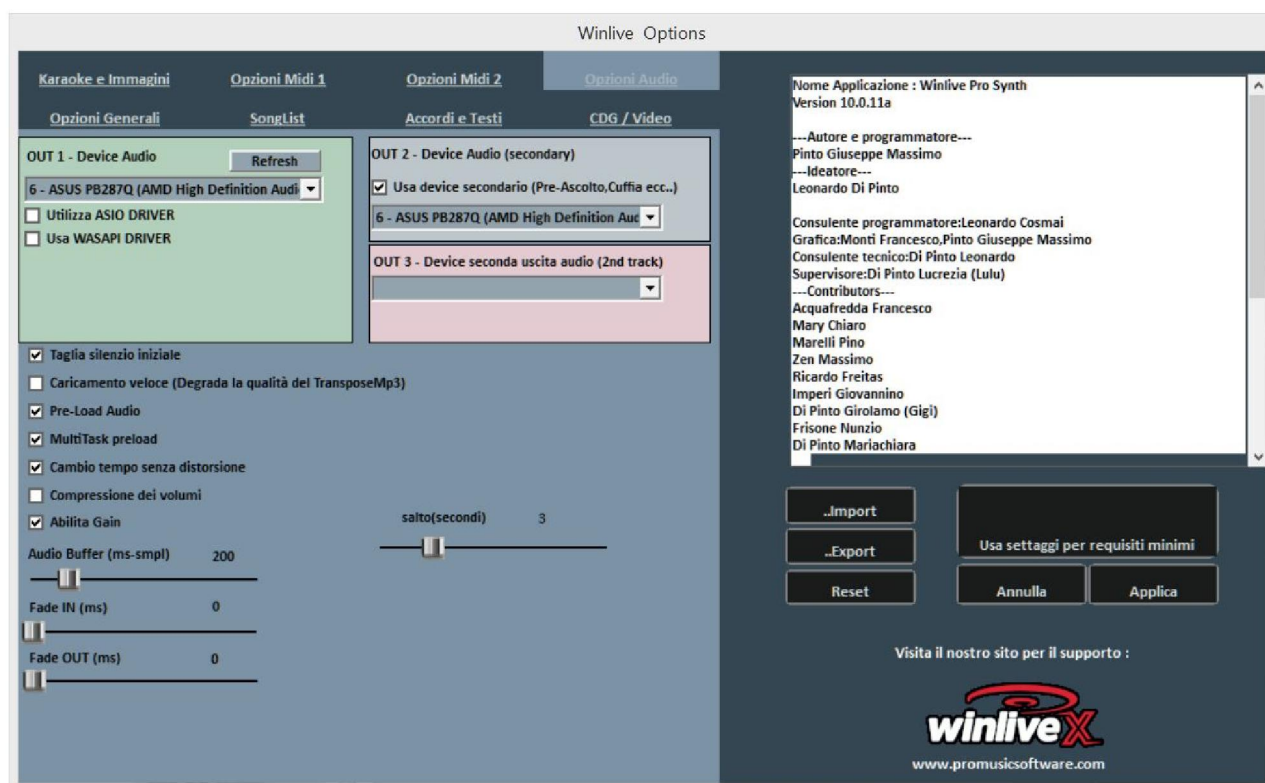 Winlive Options
Karaoke e Immagini
Opzioni Midi 1
Opzioni Midi 2
Opzioni Audio
Opzioni Generali
SongList
Accordi e Testi
CDG / Video
OUT 1 - Device Audio
Refresh
6 - ASUS PB287Q (AMD High Definition Audi
Utilizza ASIO DRIVER
Usa WASAPI DRIVER
OUT 2 - Device Audio (secondary)
Usa device secondario (Pre-Ascolto,Cuffia ecc..)
6 - ASUS PB287Q (AMD High Definition Auc
OUT 3 - Device seconda uscita audio (2nd track)
Taglia silenzio iniziale
Caricamento veloce (Degrada la qualità del TransposeMp3)
Pre-Load Audio
MultiTask preload
Cambio tempo senza distorsione
Compressione dei volumi
Abilita Gain
Audio Buffer (ms-smpl) 200
Fade IN (ms) 0
Fade OUT (ms) 0
salto(secondi) 3
Nome Applicazione : Winlive Pro Synth
Version 10.0.11a
---Autore e programmatore---
Pinto Giuseppe Massimo
---Ideatore---
Leonardo Di Pinto
Consulente programmatore:Leonardo Cosmai
Grafica:Monti Francesco,Pinto Giuseppe Massimo
Consulente tecnico:Di Pinto Leonardo
Supervisore:Di Pinto Lucrezia (Lulu)
---Contributors---
Acquafredda Francesco
Mary Chiaro
Marelli Pino
Zen Massimo
Ricardo Freitas
Imperi Giovannino
Di Pinto Girolamo (Gigi)
Frisone Nunzio
Di Pinto Mariachiara
..Import
..Export
Reset
Usa settaggi per requisiti minimi
Annulla
Applica
Visita il nostro sito per il supporto :
winlive X
www.promusicsoftware.com